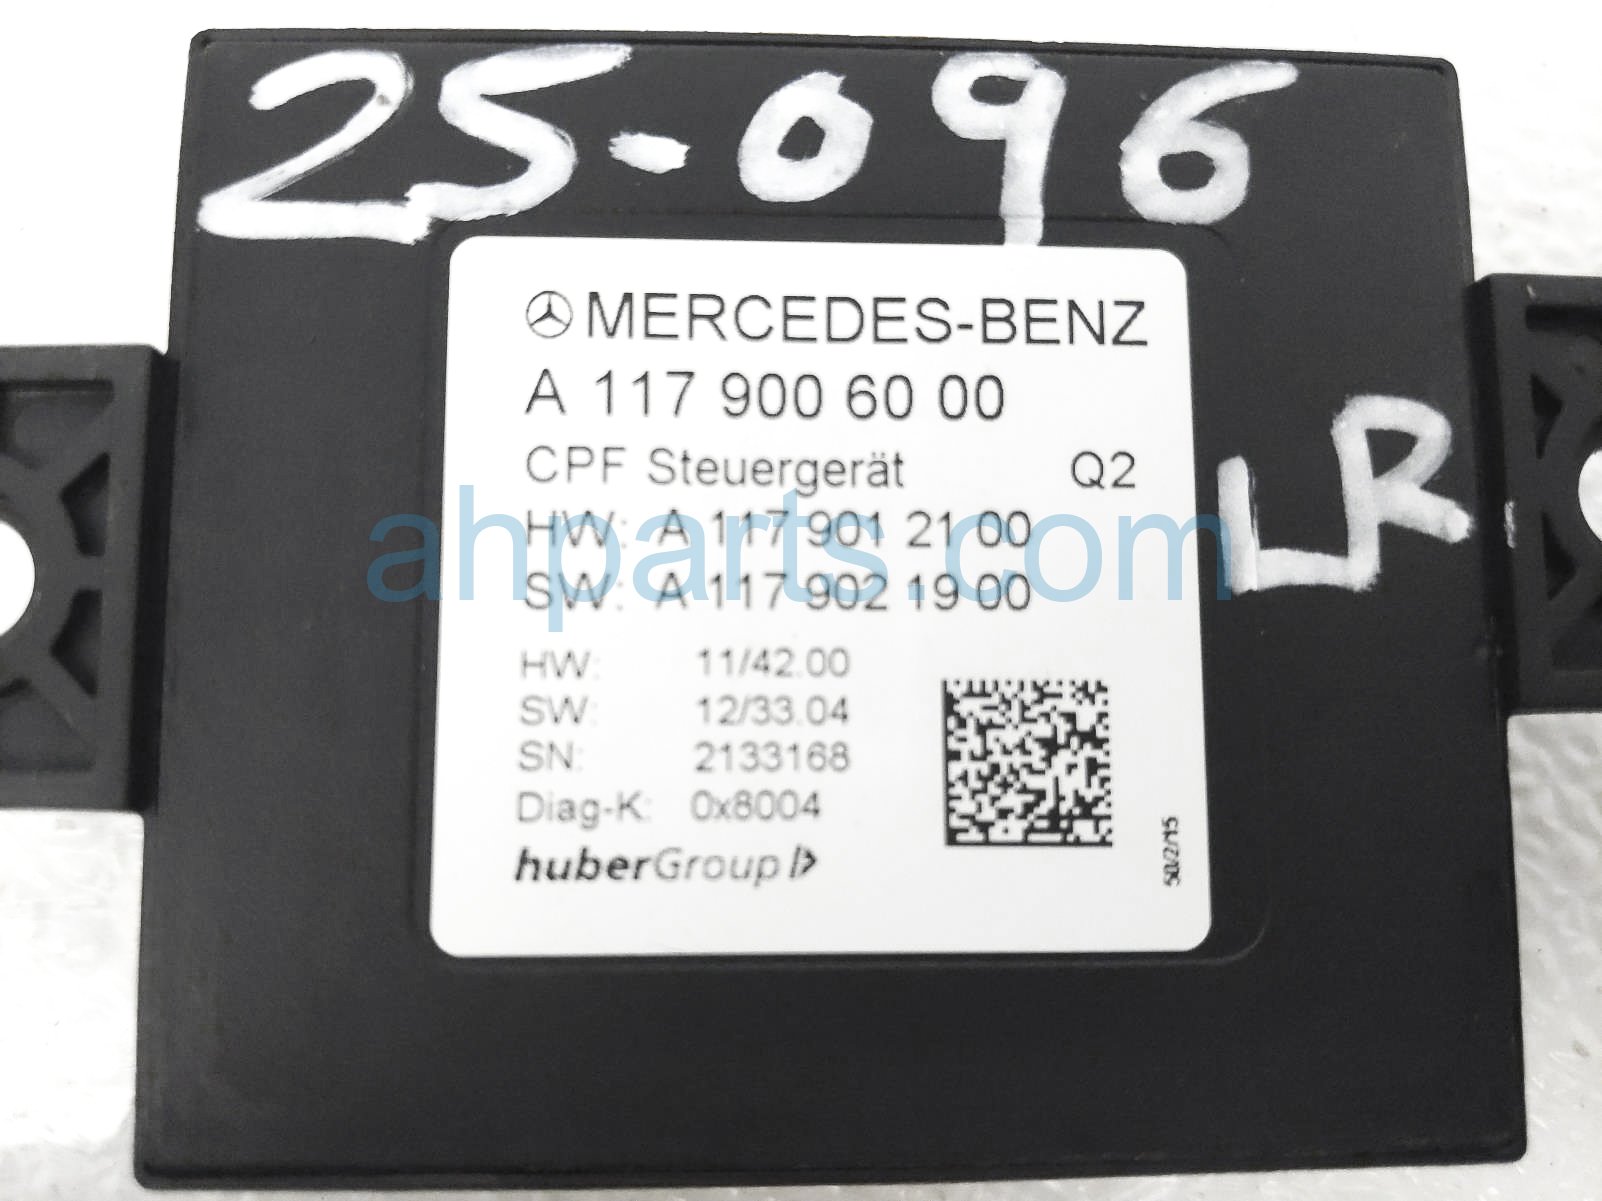 25-096
MERCEDES-BENZ
A 117 900 60 00
CPF Steuergerät Q2
HW: A 117 901 21 00
SW: A 117 902 19 00
HW: 11/42.00
SW: 12/33.04
SN: 2133168
Diag-K: 0x8004
huberGroup
50/2/15
LR
ahparts.com